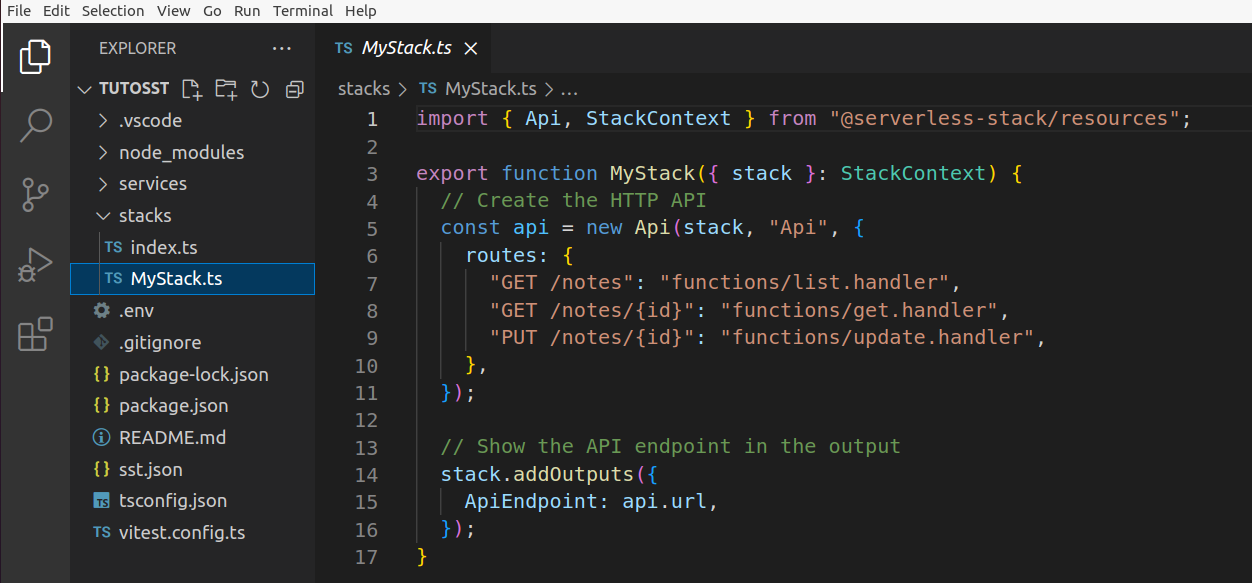 File Edit Selection View Go Run Terminal Help
EXPLORER ...
TUTOSST
.vscode
node_modules
services
stacks
TS index.ts
TS MyStack.ts
.env
.gitignore
{} package-lock.json
{} package.json
README.md
{} sst.json
TS tsconfig.json
TS vitest.config.ts
TS MyStack.ts
stacks > TS MyStack.ts > ...
1 import { Api, StackContext } from "@serverless-stack/resources";
2
3 export function MyStack({ stack }: StackContext) {
4 // Create the HTTP API
5 const api = new Api(stack, "Api", {
6 routes: {
7 "GET /notes": "functions/list.handler",
8 "GET /notes/{id}": "functions/get.handler",
9 "PUT /notes/{id}": "functions/update.handler",
10 },
11 });
12
13 // Show the API endpoint in the output
14 stack.addOutputs({
15 ApiEndpoint: api.url,
16 });
17 }